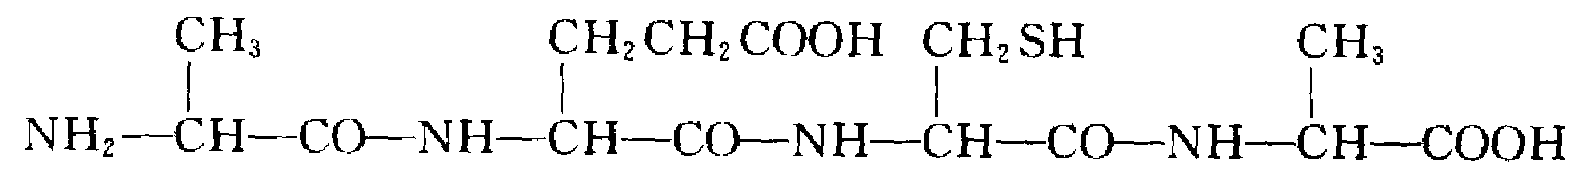 CH₃ CH₂CH₂COOH CH₂SH CH₃
NH₂—CH—CO—NH—CH—CO—NH—CH—CO—NH—CH—COOH